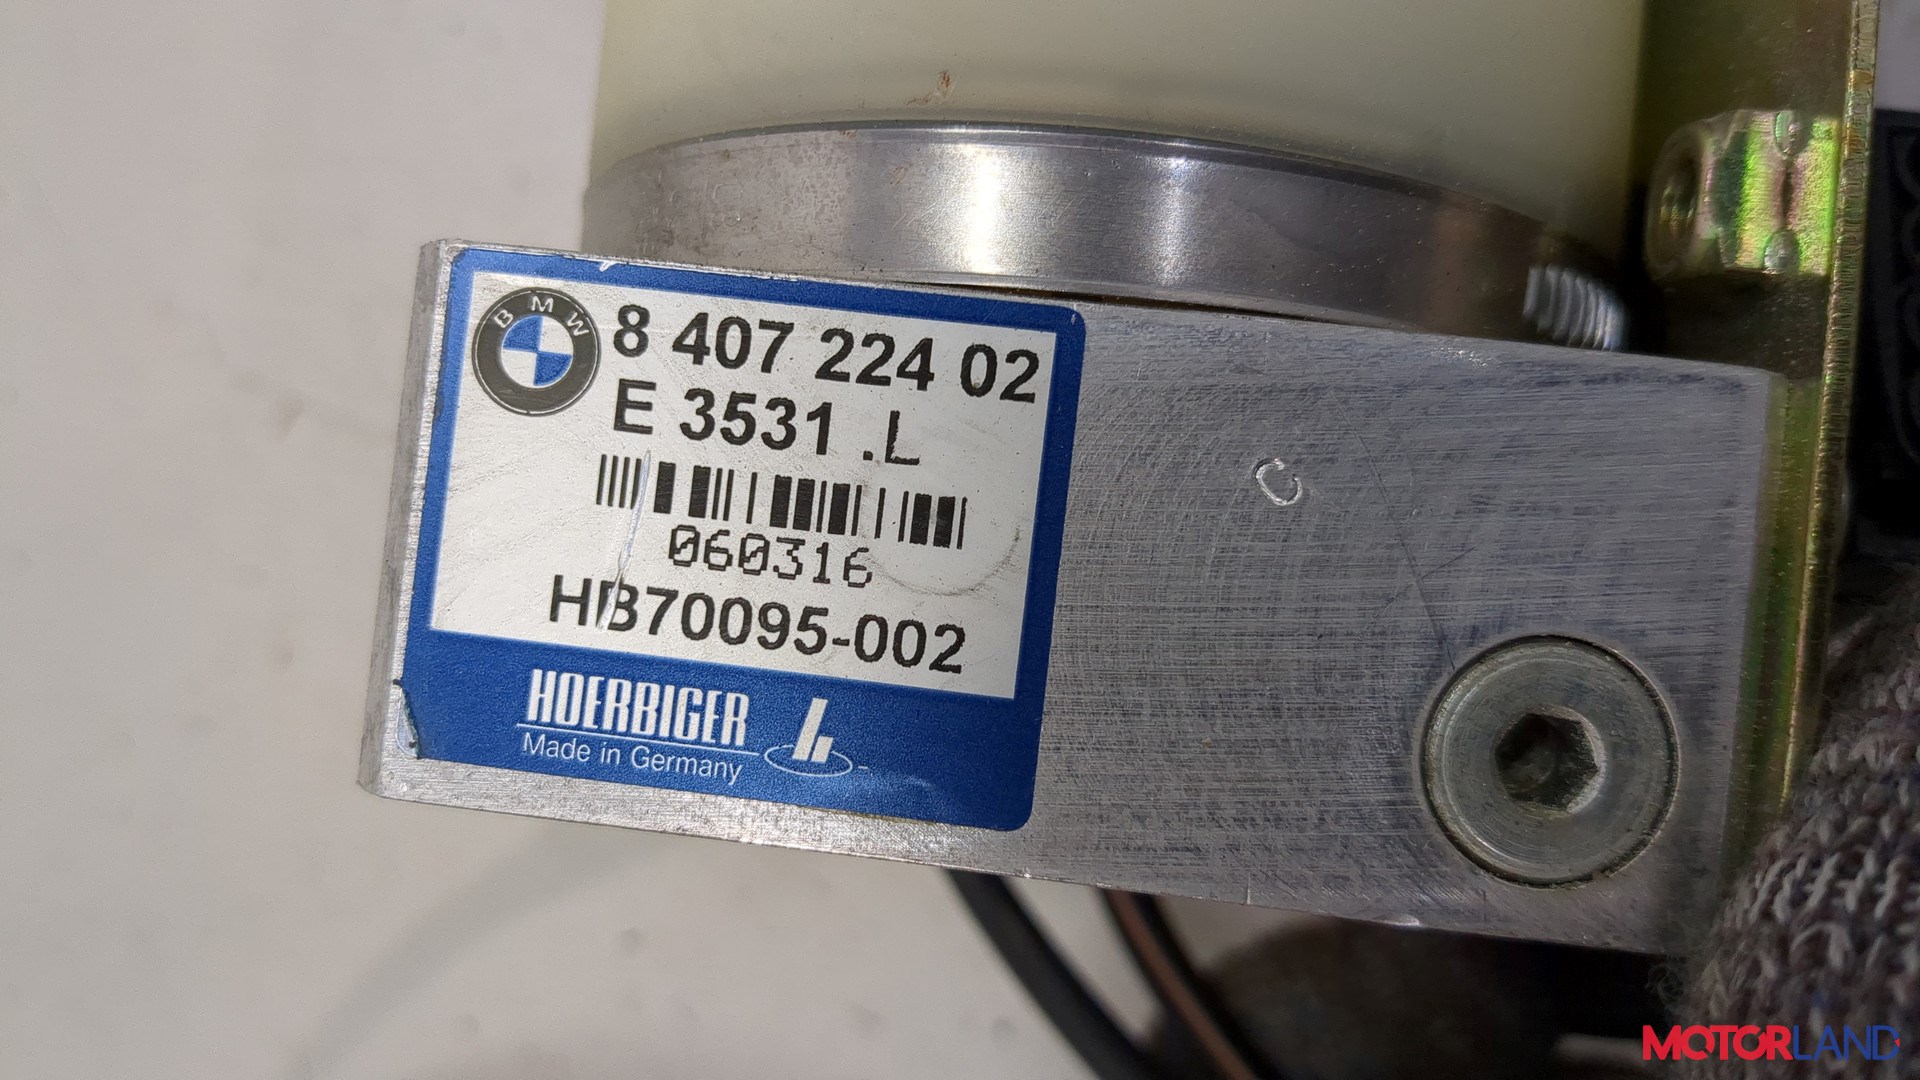 BMW
8 407 224 02
E 3531 .L
060316
HB70095-002
HOERBIGER
Made in Germany
C
MOTORLAND